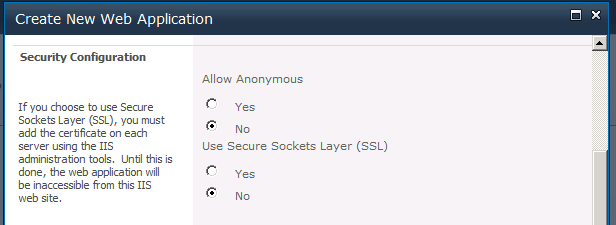 Create New Web Application
Security Configuration
If you choose to use Secure
Sockets Layer (SSL), you must
add the certificate on each
server using the IIS
administration tools. Until this is
done, the web application will
be inaccessible from this IIS
web site.
Allow Anonymous
Yes
No
Use Secure Sockets Layer (SSL)
Yes
No